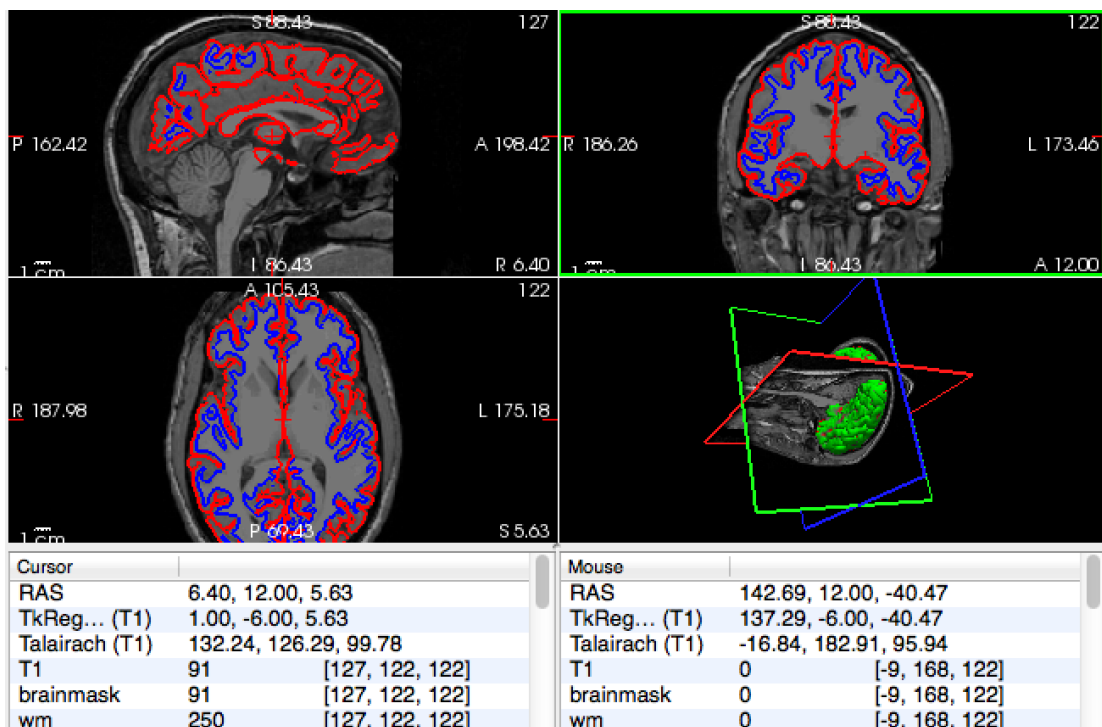 S 88.43
127
P 162.42
A 198.42
I 86.43
1 cm
R 6.40
S 88.43
122
R 186.26
L 173.46
I 86.43
1 cm
A 12.00
A 105.43
122
R 187.98
L 175.18
P 69.43
1 cm
S 5.63
Cursor
RAS 6.40, 12.00, 5.63
TkReg... (T1) 1.00, -6.00, 5.63
Talairach (T1) 132.24, 126.29, 99.78
T1 91 [127, 122, 122]
brainmask 91 [127, 122, 122]
wm 250 [127, 122, 122]
Mouse
RAS 142.69, 12.00, -40.47
TkReg... (T1) 137.29, -6.00, -40.47
Talairach (T1) -16.84, 182.91, 95.94
T1 0 [-9, 168, 122]
brainmask 0 [-9, 168, 122]
wm 0 [-9, 168, 122]